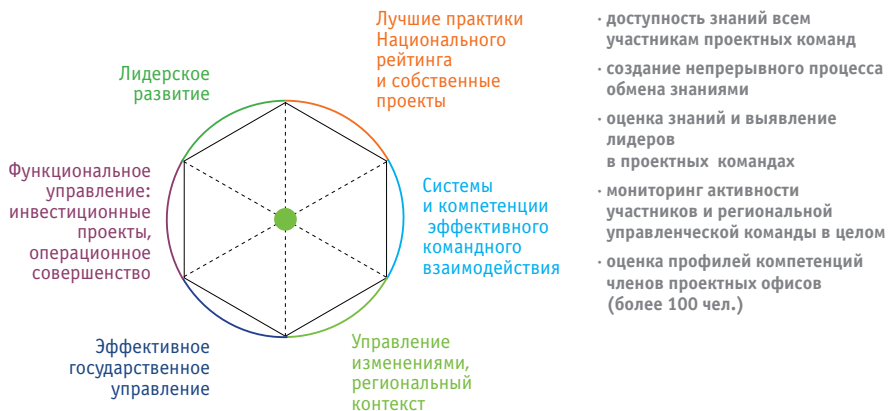 Лучшие практики
Национального
рейтинга
и собственные
проекты
Лидерское
развитие
Функциональное
управление:
инвестиционные
проекты,
операционное
совершенство
Системы
и компетенции
эффективного
командного
взаимодействия
Эффективное
государственное
управление
Управление
изменениями,
региональный
контекст
· доступность знаний всем
участникам проектных команд
· создание непрерывного процесса
обмена знаниями
· оценка знаний и выявление
лидеров
в проектных командах
· мониторинг активности
участников и региональной
управленческой команды в целом
· оценка профилей компетенций
членов проектных офисов
(более 100 чел.)